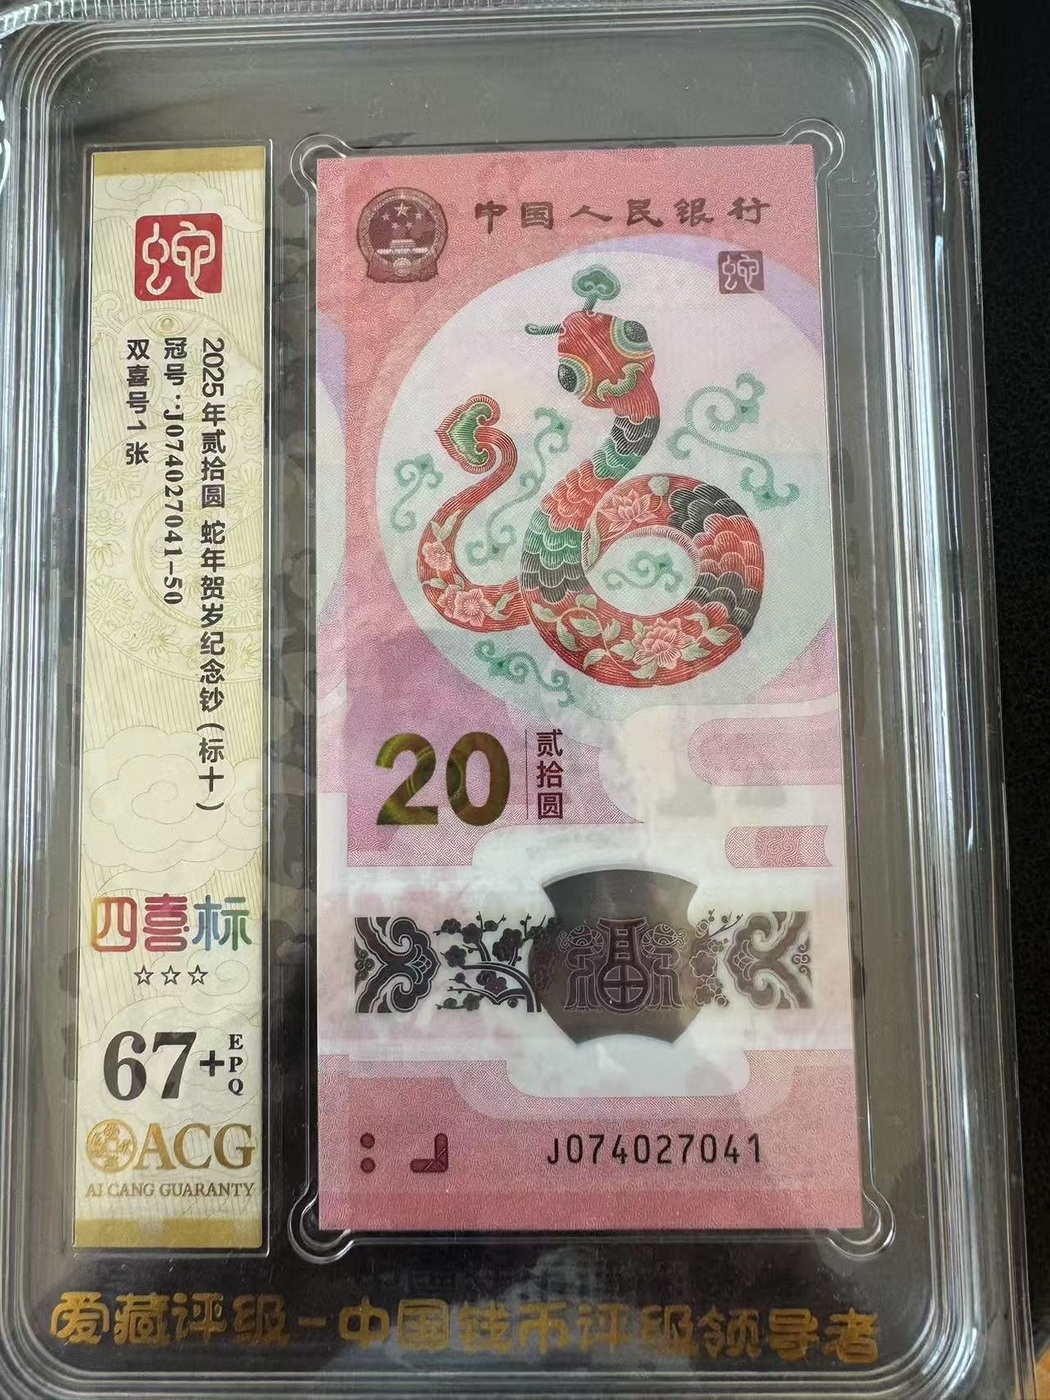 蛇
2025年贰拾圆 蛇年贺岁纪念钞（标十）
冠号：J074027041-50
双喜号1张
四喜标
☆☆☆
67+
EPQ
ACG
AI CANG GUARANTY
中国人民银行
蛇
20
贰拾圆
J074027041
爱藏评级-中国钱币评级领导者